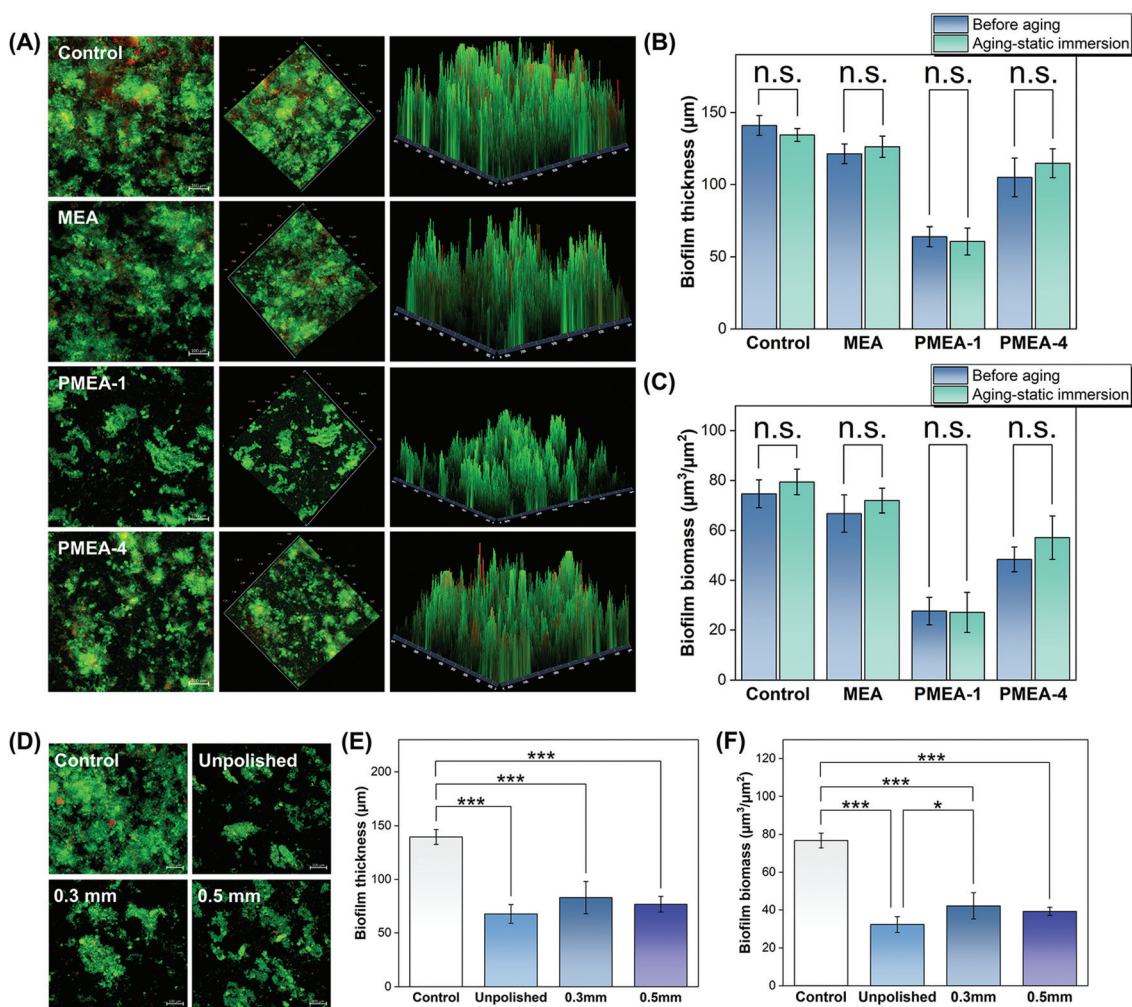 (A)
Control
MEA
PMEA-1
PMEA-4
100 μm
(B)
Before aging
Aging-static immersion
n.s. n.s. n.s. n.s.
Biofilm thickness (μm)
150
100
50
0
Control MEA PMEA-1 PMEA-4
(C)
Before aging
Aging-static immersion
n.s. n.s. n.s. n.s.
Biofilm biomass (μm³/μm²)
100
80
60
40
20
0
Control MEA PMEA-1 PMEA-4
(D)
Control
Unpolished
0.3 mm
0.5 mm
(E)
Biofilm thickness (μm)
200
150
100
50
0
***
***
***
Control Unpolished 0.3mm 0.5mm
(F)
Biofilm biomass (μm³/μm²)
120
100
80
60
40
20
0
***
***
*** *
Control Unpolished 0.3mm 0.5mm